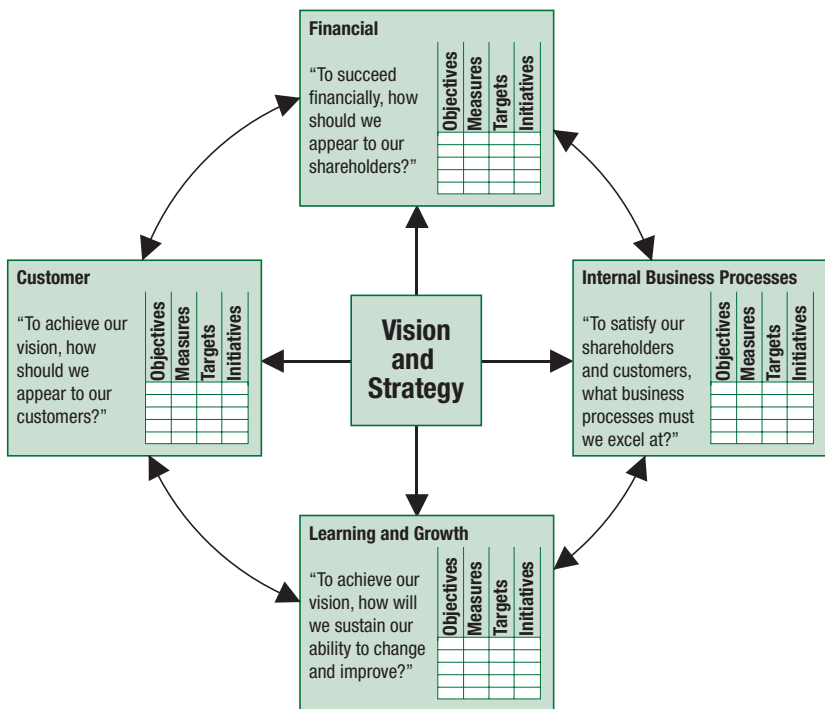 Financial
“To succeed
financially, how
should we
appear to our
shareholders?”
Objectives
Measures
Targets
Initiatives
Customer
“To achieve our
vision, how
should we
appear to our
customers?”
Objectives
Measures
Targets
Initiatives
Vision
and
Strategy
Internal Business Processes
“To satisfy our
shareholders
and customers,
what business
processes must
we excel at?”
Objectives
Measures
Targets
Initiatives
Learning and Growth
“To achieve our
vision, how will
we sustain our
ability to change
and improve?”
Objectives
Measures
Targets
Initiatives